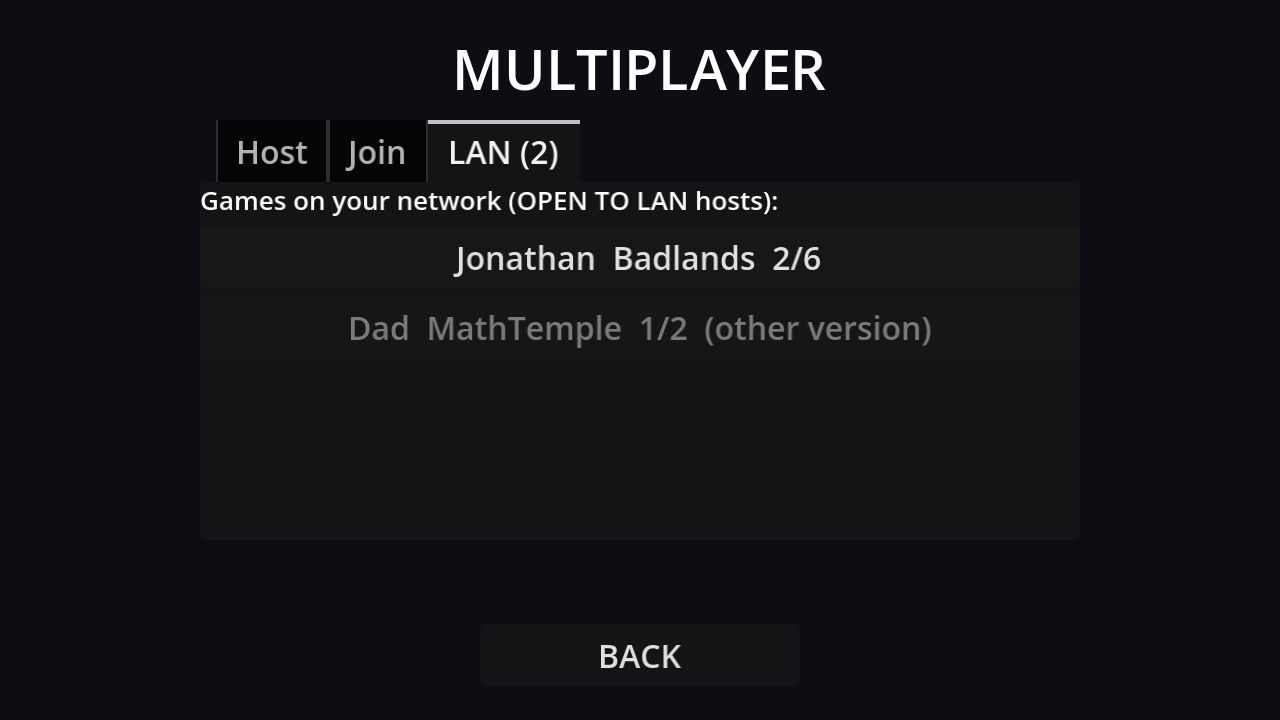 MULTIPLAYER
Host Join LAN (2)
Games on your network (OPEN TO LAN hosts):
Jonathan Badlands 2/6
Dad MathTemple 1/2 (other version)
BACK